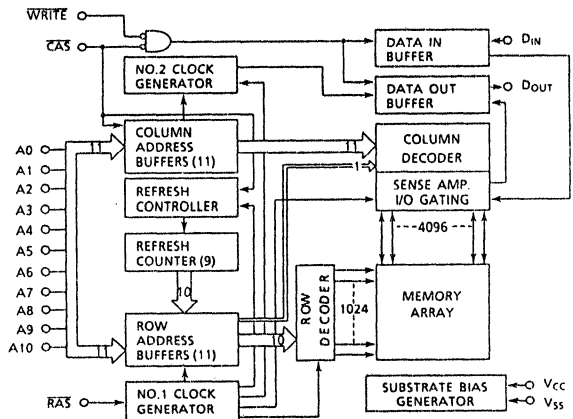 WRITE
CAS
NO.2 CLOCK
GENERATOR
DATA IN
BUFFER
DIN
DATA OUT
BUFFER
DOUT
A0
A1
A2
A3
A4
A5
A6
A7
A8
A9
A10
COLUMN
ADDRESS
BUFFERS (11)
11
11
COLUMN
DECODER
1
SENSE AMP.
I/O GATING
REFRESH
CONTROLLER
REFRESH
COUNTER (9)
10
4096
ROW
ADDRESS
BUFFERS (11)
11
10
ROW
DECODER
1024
MEMORY
ARRAY
RAS
NO.1 CLOCK
GENERATOR
SUBSTRATE BIAS
GENERATOR
VCC
VSS